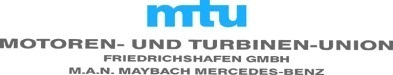 mtu
MOTOREN- UND TURBINEN-UNION
FRIEDRICHSHAFEN GMBH
M.A.N. MAYBACH MERCEDES-BENZ